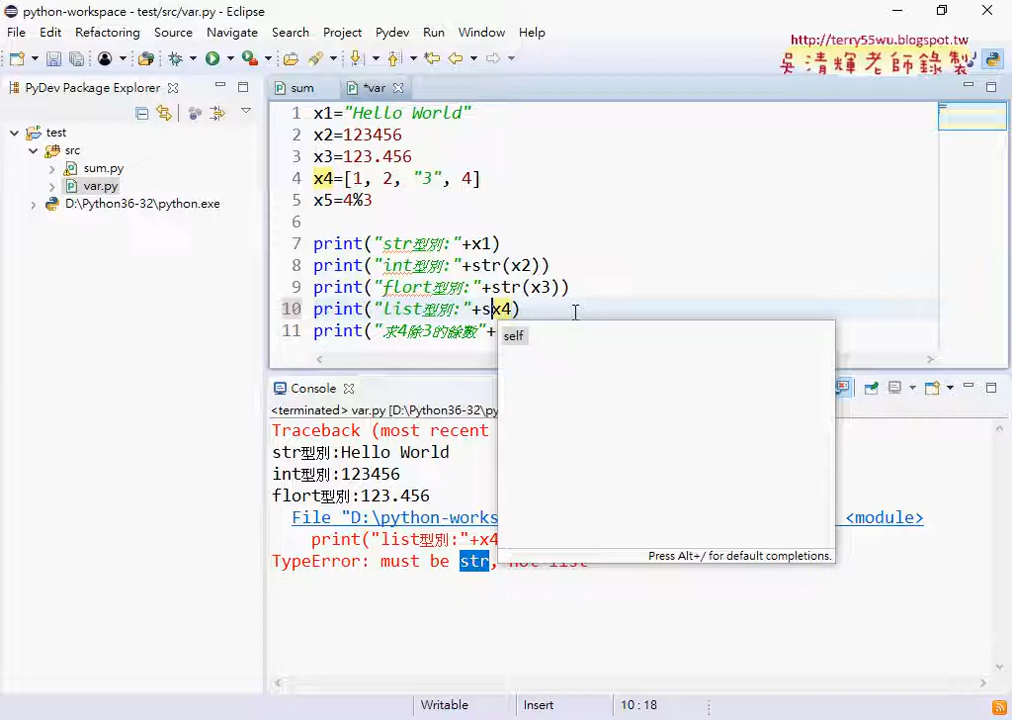 python-workspace - test/src/var.py - Eclipse
File Edit Refactoring Source Navigate Search Project Pydev Run Window Help
http://terry55wu.blogspot.tw
吳清輝老師錄製
PyDev Package Explorer
sum
*var
test
src
sum.py
var.py
D:\Python36-32\python.exe
1 x1="Hello World"
2 x2=123456
3 x3=123.456
4 x4=[1, 2, "3", 4]
5 x5=4%3
6
7 print("str型別:"+x1)
8 print("int型別:"+str(x2))
9 print("flort型別:"+str(x3))
10 print("list型別:"+sx4)
11 print("求4除3的餘數"+
self
Press Alt+/ for default completions.
Console
<terminated> var.py [D:\Python36-32\py
Traceback (most recent
str型別:Hello World
int型別:123456
flort型別:123.456
File "D:\python-works
<module>
print("list型別:"+x4
TypeError: must be str, not list
Writable Insert 10 : 18